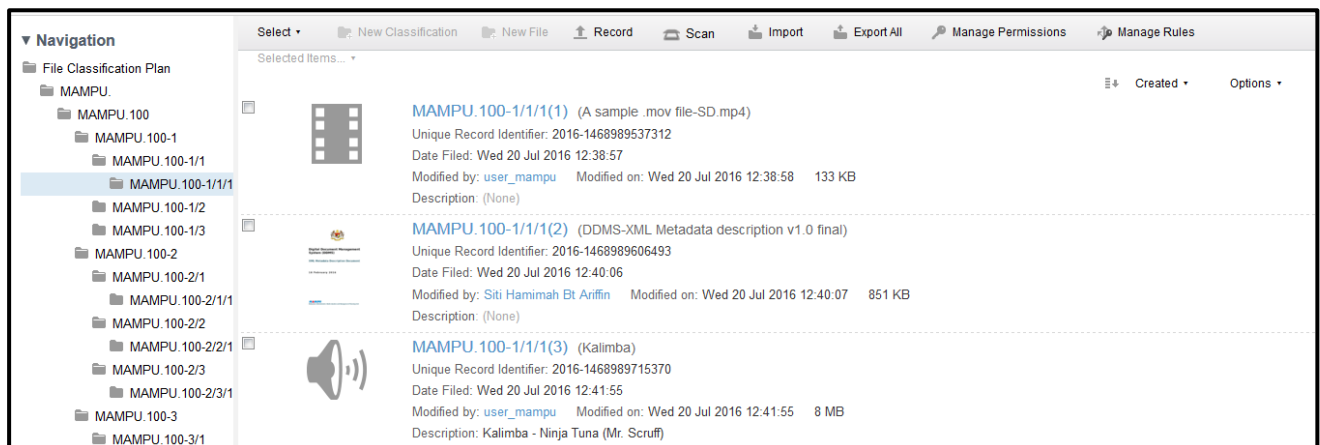 Navigation
File Classification Plan
MAMPU.
MAMPU.100
MAMPU.100-1
MAMPU.100-1/1
MAMPU.100-1/1/1
MAMPU.100-1/2
MAMPU.100-1/3
MAMPU.100-2
MAMPU.100-2/1
MAMPU.100-2/1/1
MAMPU.100-2/2
MAMPU.100-2/2/1
MAMPU.100-2/3
MAMPU.100-2/3/1
MAMPU.100-3
MAMPU.100-3/1
Select New Classification New File Record Scan Import Export All Manage Permissions Manage Rules
Selected Items...
Created Options
MAMPU.100-1/1/1(1) (A sample .mov file-SD.mp4)
Unique Record Identifier: 2016-1468989537312
Date Filed: Wed 20 Jul 2016 12:38:57
Modified by: user_mampu Modified on: Wed 20 Jul 2016 12:38:58 133 KB
Description: (None)
MAMPU.100-1/1/1(2) (DDMS-XML Metadata description v1.0 final)
Unique Record Identifier: 2016-1468989606493
Date Filed: Wed 20 Jul 2016 12:40:06
Modified by: Siti Hamimah Bt Ariffin Modified on: Wed 20 Jul 2016 12:40:07 851 KB
Description: (None)
MAMPU.100-1/1/1(3) (Kalimba)
Unique Record Identifier: 2016-1468989715370
Date Filed: Wed 20 Jul 2016 12:41:55
Modified by: user_mampu Modified on: Wed 20 Jul 2016 12:41:55 8 MB
Description: Kalimba - Ninja Tuna (Mr. Scruff)